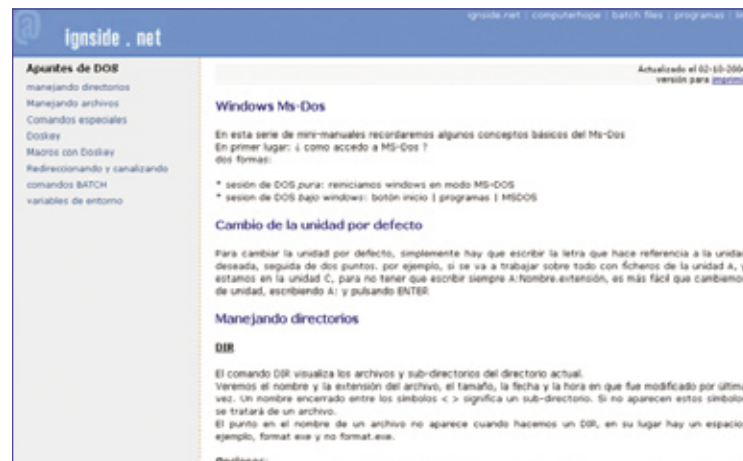 @
ignside.net | computerhope | batch files | programas |
ignside . net
Apuntes de DOS
manejando directorios
Manejando archivos
Comandos especiales
Doskey
Macros con Doskey
Redireccionando y canalizando
comandos BATCH
variables de entorno
Actualizado el 02-10-200
versión para
Windows Ms-Dos
En esta serie de mini-manuales recordaremos algunos conceptos básicos del Ms-Dos
En primer lugar: ¿ como accedo a MS-Dos ?
dos formas:
* sesión de DOS pura: reiniciamos windows en modo MS-DOS
* sesion de DOS bajo windows: botón inicio | programas | MSDOS
Cambio de la unidad por defecto
Para cambiar la unidad por defecto, simplemente hay que escribir la letra que hace referencia a la unidad
deseada, seguida de dos puntos. por ejemplo, si se va a trabajar sobre todo con ficheros de la unidad A, y
estamos en la unidad C, para no tener que escribir siempre A:Nombre.extensión, es más fácil que cambiemo
de unidad, escribiendo A: y pulsando ENTER
Manejando directorios
DIR
El comando DIR visualiza los archivos y sub-directorios del directorio actual.
Veremos el nombre y la extensión del archivo, el tamaño, la fecha y la hora en que fue modificado por última
vez. Un nombre encerrado entre los símbolos < > significa un sub-directorio. Si no aparecen estos símbolos
se tratará de un archivo.
El punto en el nombre de un archivo no aparece cuando hacemos un DIR, en su lugar hay un espacio
ejemplo, format exe y no format.exe.
Opciones: